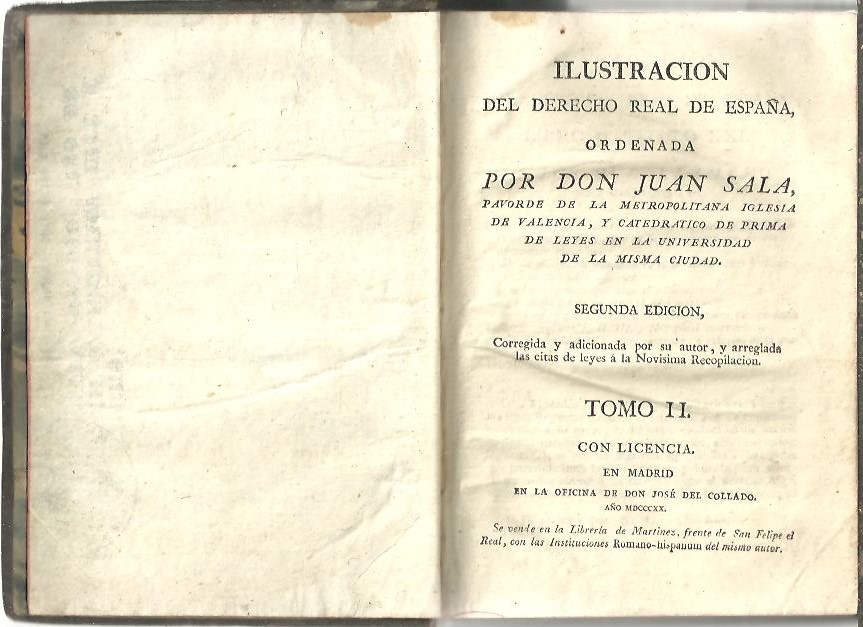 ILUSTRACION
DEL DERECHO REAL DE ESPAÑA,
ORDENADA
POR DON JUAN SALA,
PAVORDE DE LA METROPOLITANA IGLESIA
DE VALENCIA, Y CATEDRATICO DE PRIMA
DE LEYES EN LA UNIVERSIDAD
DE LA MISMA CIUDAD.
SEGUNDA EDICION,
Corregida y adicionada por su autor, y arreglada
las citas de leyes á la Novisima Recopilacion.
TOMO II.
CON LICENCIA.
EN MADRID
EN LA OFICINA DE DON JOSÉ DEL COLLADO.
AÑO MDCCCXX.
Se vende en la Librería de Martinez, frente de San Felipe el
Real, con las Instituciones Romano-hispanum del mismo autor.